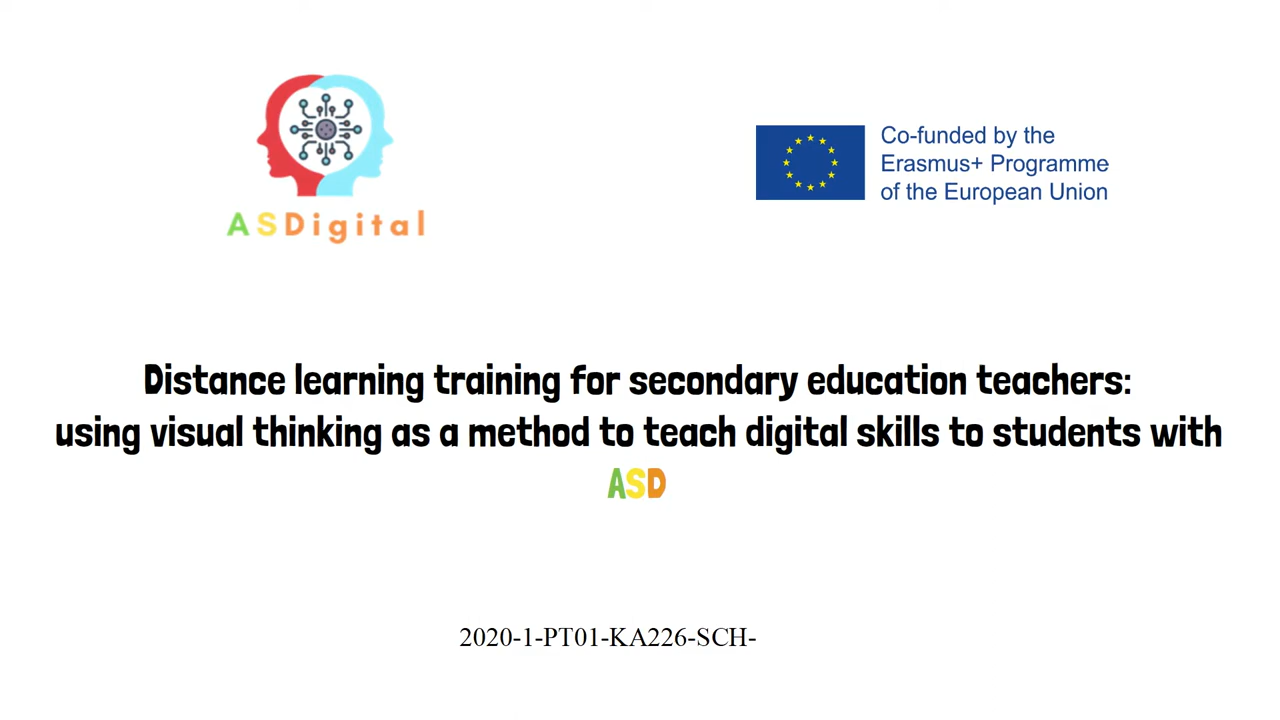 ASDigital
Co-funded by the
Erasmus+ Programme
of the European Union
Distance learning training for secondary education teachers:
using visual thinking as a method to teach digital skills to students with
ASD
2020-1-PT01-KA226-SCH-